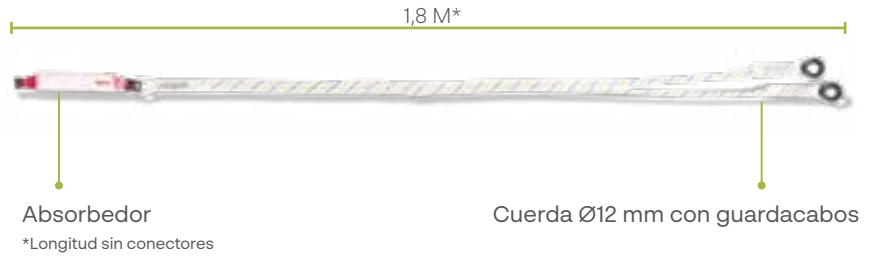 1,8 M*
Absorbedor
Cuerda Ø12 mm con guardacabos
*Longitud sin conectores